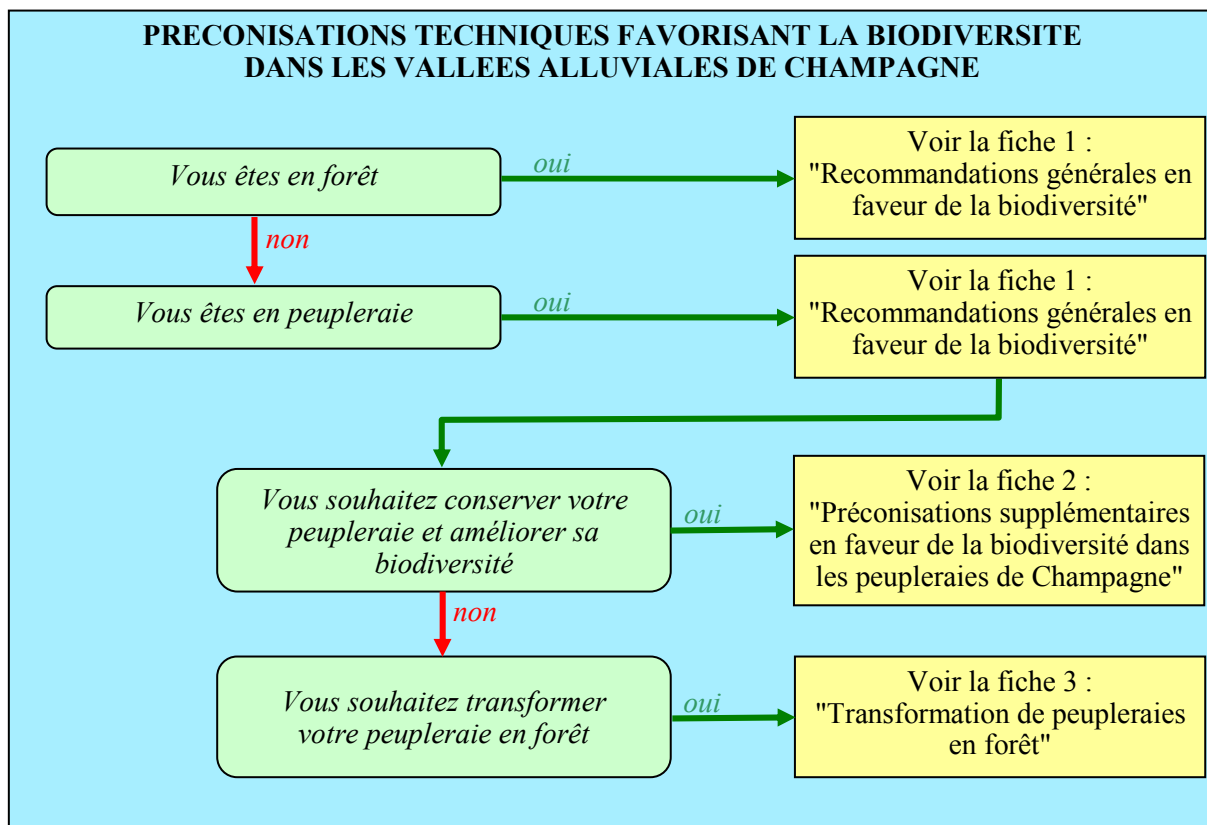 PRECONISATIONS TECHNIQUES FAVORISANT LA BIODIVERSITE
DANS LES VALLEES ALLUVIALES DE CHAMPAGNE
Vous êtes en forêt
oui
Voir la fiche 1 :
"Recommandations générales en
faveur de la biodiversité"
non
Vous êtes en peupleraie
oui
Voir la fiche 1 :
"Recommandations générales en
faveur de la biodiversité"
Vous souhaitez conserver votre
peupleraie et améliorer sa
biodiversité
oui
Voir la fiche 2 :
"Préconisations supplémentaires
en faveur de la biodiversité dans
les peupleraies de Champagne"
non
Vous souhaitez transformer
votre peupleraie en forêt
oui
Voir la fiche 3 :
"Transformation de peupleraies
en forêt"